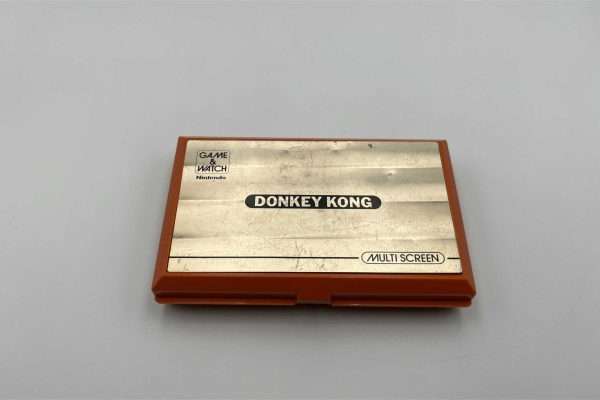 GAME
&
WATCH
Nintendo
DONKEY KONG
MULTI SCREEN